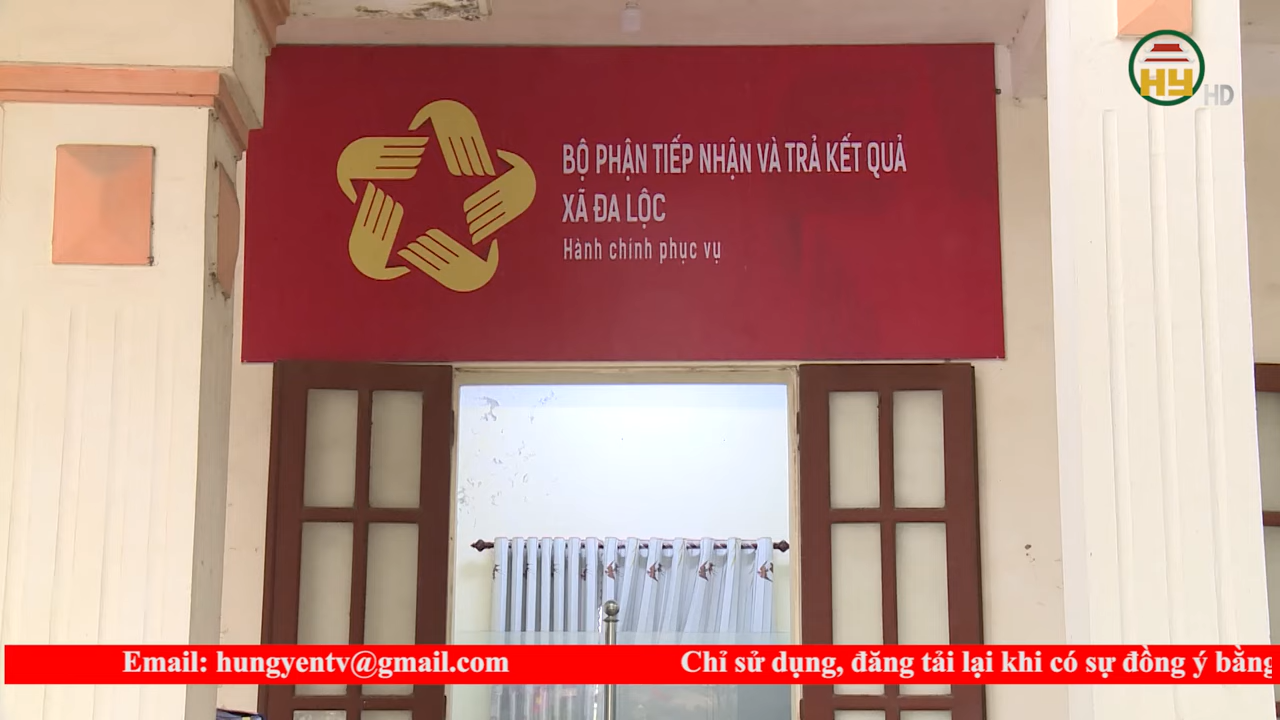 HY HD
BỘ PHẬN TIẾP NHẬN VÀ TRẢ KẾT QUẢ
XÃ ĐA LỘC
Hành chính phục vụ
Email: hungyentv@gmail.com
Chỉ sử dụng, đăng tải lại khi có sự đồng ý bằng